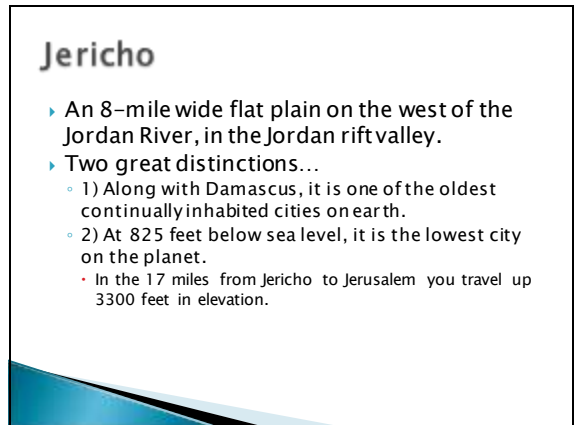 Jericho
An 8-mile wide flat plain on the west of the
Jordan River, in the Jordan rift valley.
Two great distinctions…
1) Along with Damascus, it is one of the oldest
continually inhabited cities on earth.
2) At 825 feet below sea level, it is the lowest city
on the planet.
In the 17 miles from Jericho to Jerusalem you travel up
3300 feet in elevation.